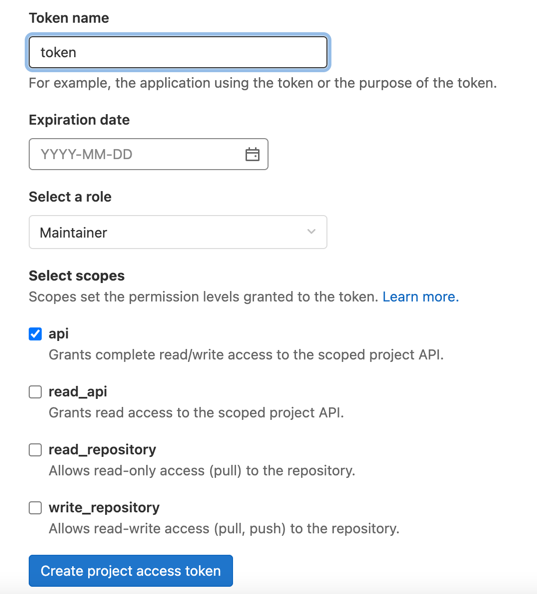 Token name
token
For example, the application using the token or the purpose of the token.
Expiration date
YYYY-MM-DD
Select a role
Maintainer
Select scopes
Scopes set the permission levels granted to the token. Learn more.
api
Grants complete read/write access to the scoped project API.
read_api
Grants read access to the scoped project API.
read_repository
Allows read-only access (pull) to the repository.
write_repository
Allows read-write access (pull, push) to the repository.
Create project access token